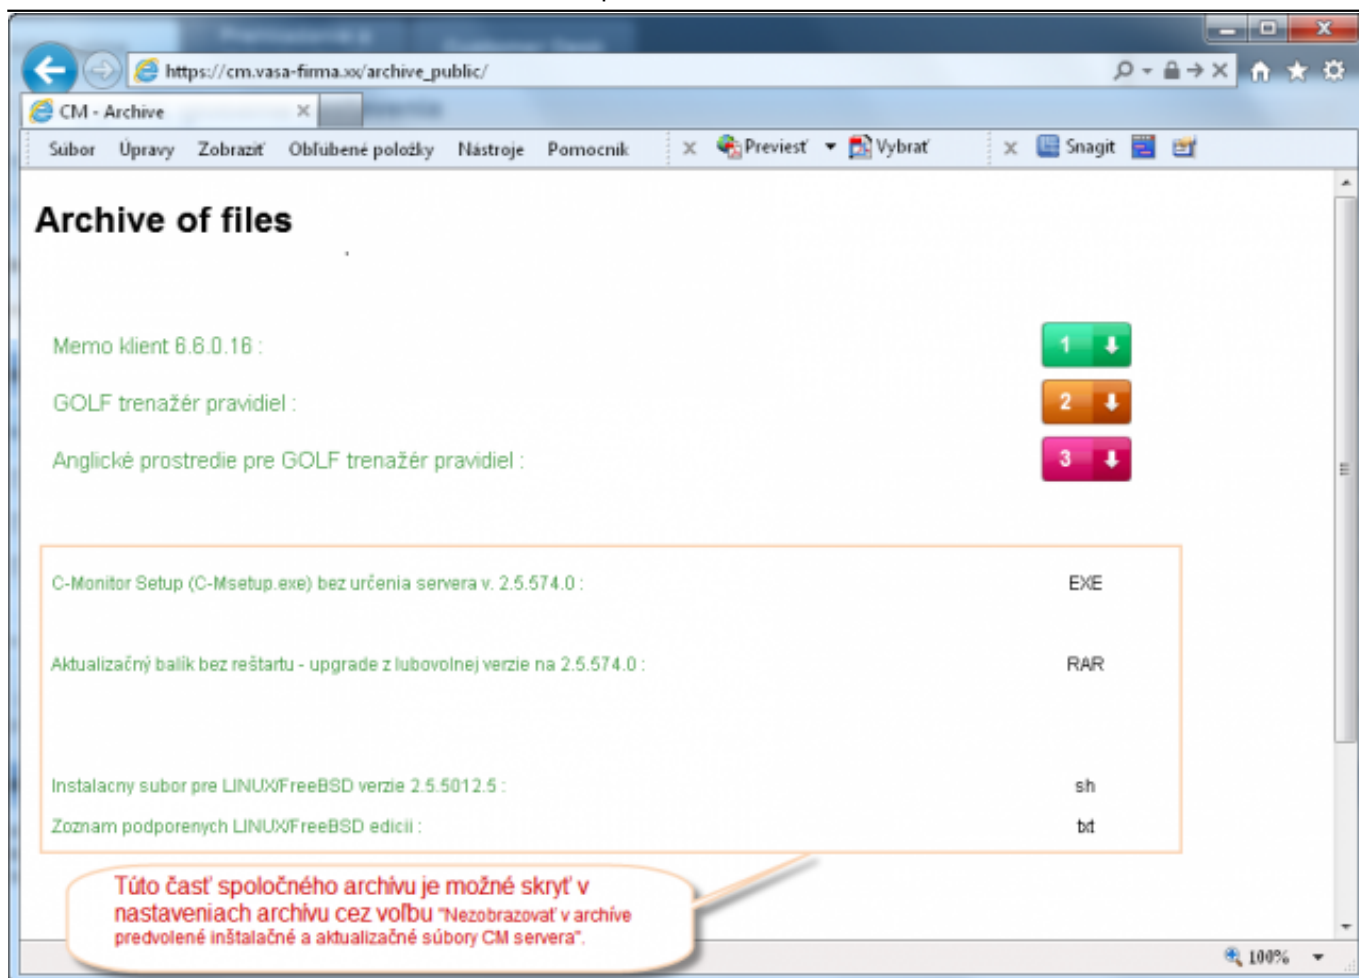 https://cm.vasa-firma.xx/archive_public/
CM - Archive
Súbor Úpravy Zobraziť Obľúbené položky Nástroje Pomocník x Previesť Vybrať x Snagit
Archive of files
Memo klient 6.6.0.16 : 1
GOLF trenažér pravidiel : 2
Anglické prostredie pre GOLF trenažér pravidiel : 3
C-Monitor Setup (C-Msetup.exe) bez určenia servera v. 2.5.574.0 : EXE
Aktualizačný balík bez reštartu - upgrade z lubovolnej verzie na 2.5.574.0 : RAR
Instalacny subor pre LINUX/FreeBSD verzie 2.5.5012.5 : sh
Zoznam podporenych LINUX/FreeBSD edicii : txt
Túto časť spoločného archívu je možné skryť v
nastaveniach archívu cez voľbu "Nezobrazovať v archíve
predvolené inštalačné a aktualizačné súbory CM servera".
100%